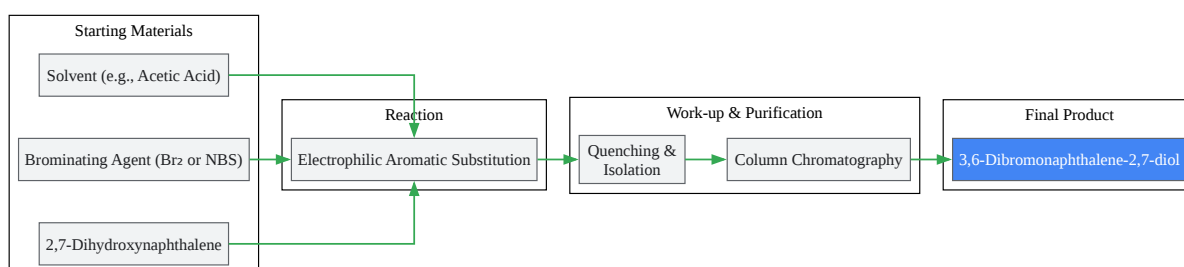 Starting Materials
Solvent (e.g., Acetic Acid)
Brominating Agent (Br₂ or NBS)
2,7-Dihydroxynaphthalene
Reaction
Electrophilic Aromatic Substitution
Work-up & Purification
Quenching &
Isolation
Column Chromatography
Final Product
3,6-Dibromonaphthalene-2,7-diol